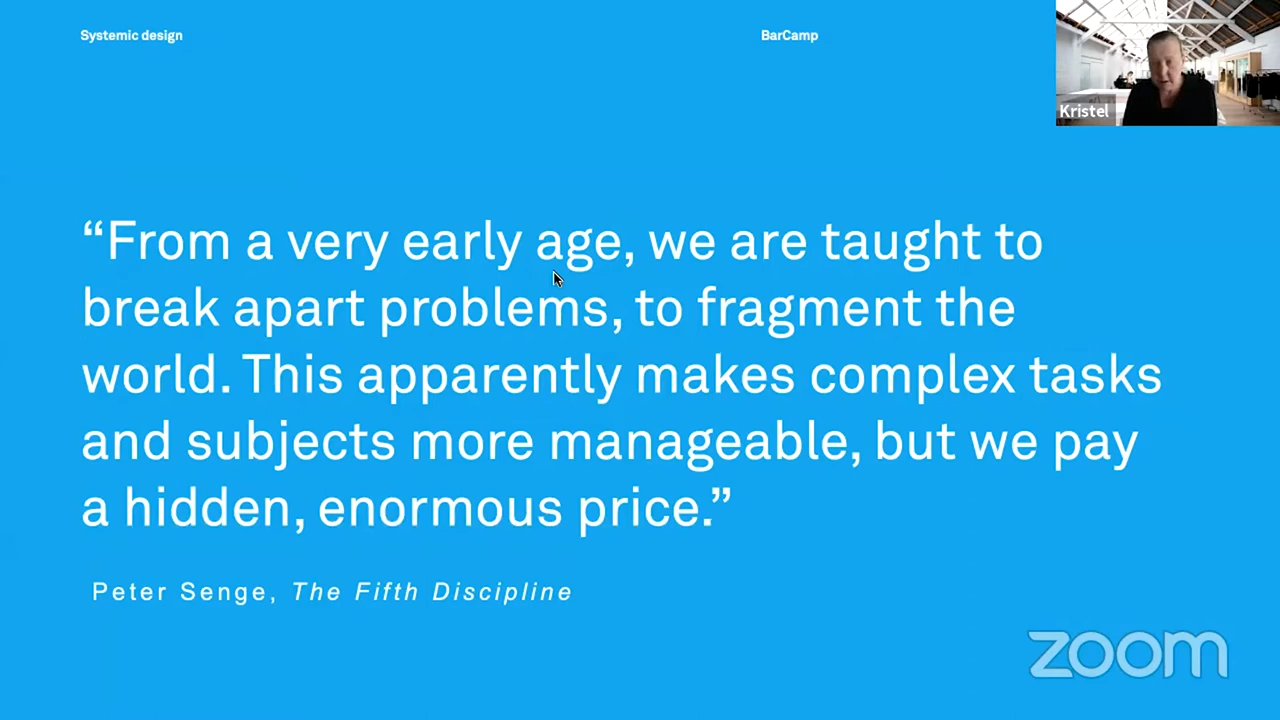 Systemic design
BarCamp
Kristel
“From a very early age, we are taught to
break apart problems, to fragment the
world. This apparently makes complex tasks
and subjects more manageable, but we pay
a hidden, enormous price.”
Peter Senge, The Fifth Discipline
zoom